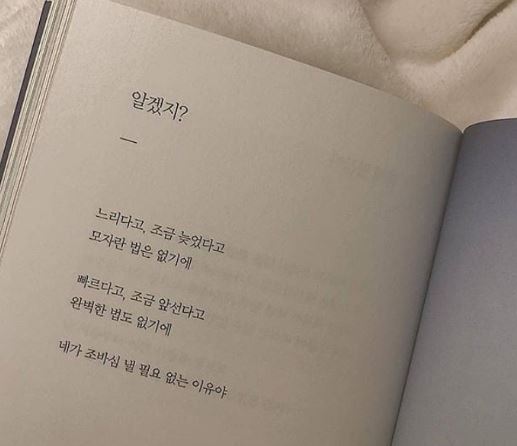 알겠지?
—
느리다고, 조금 늦었다고
모자란 법은 없기에
빠르다고, 조금 앞선다고
완벽한 법도 없기에
네가 조바심 낼 필요 없는 이유야